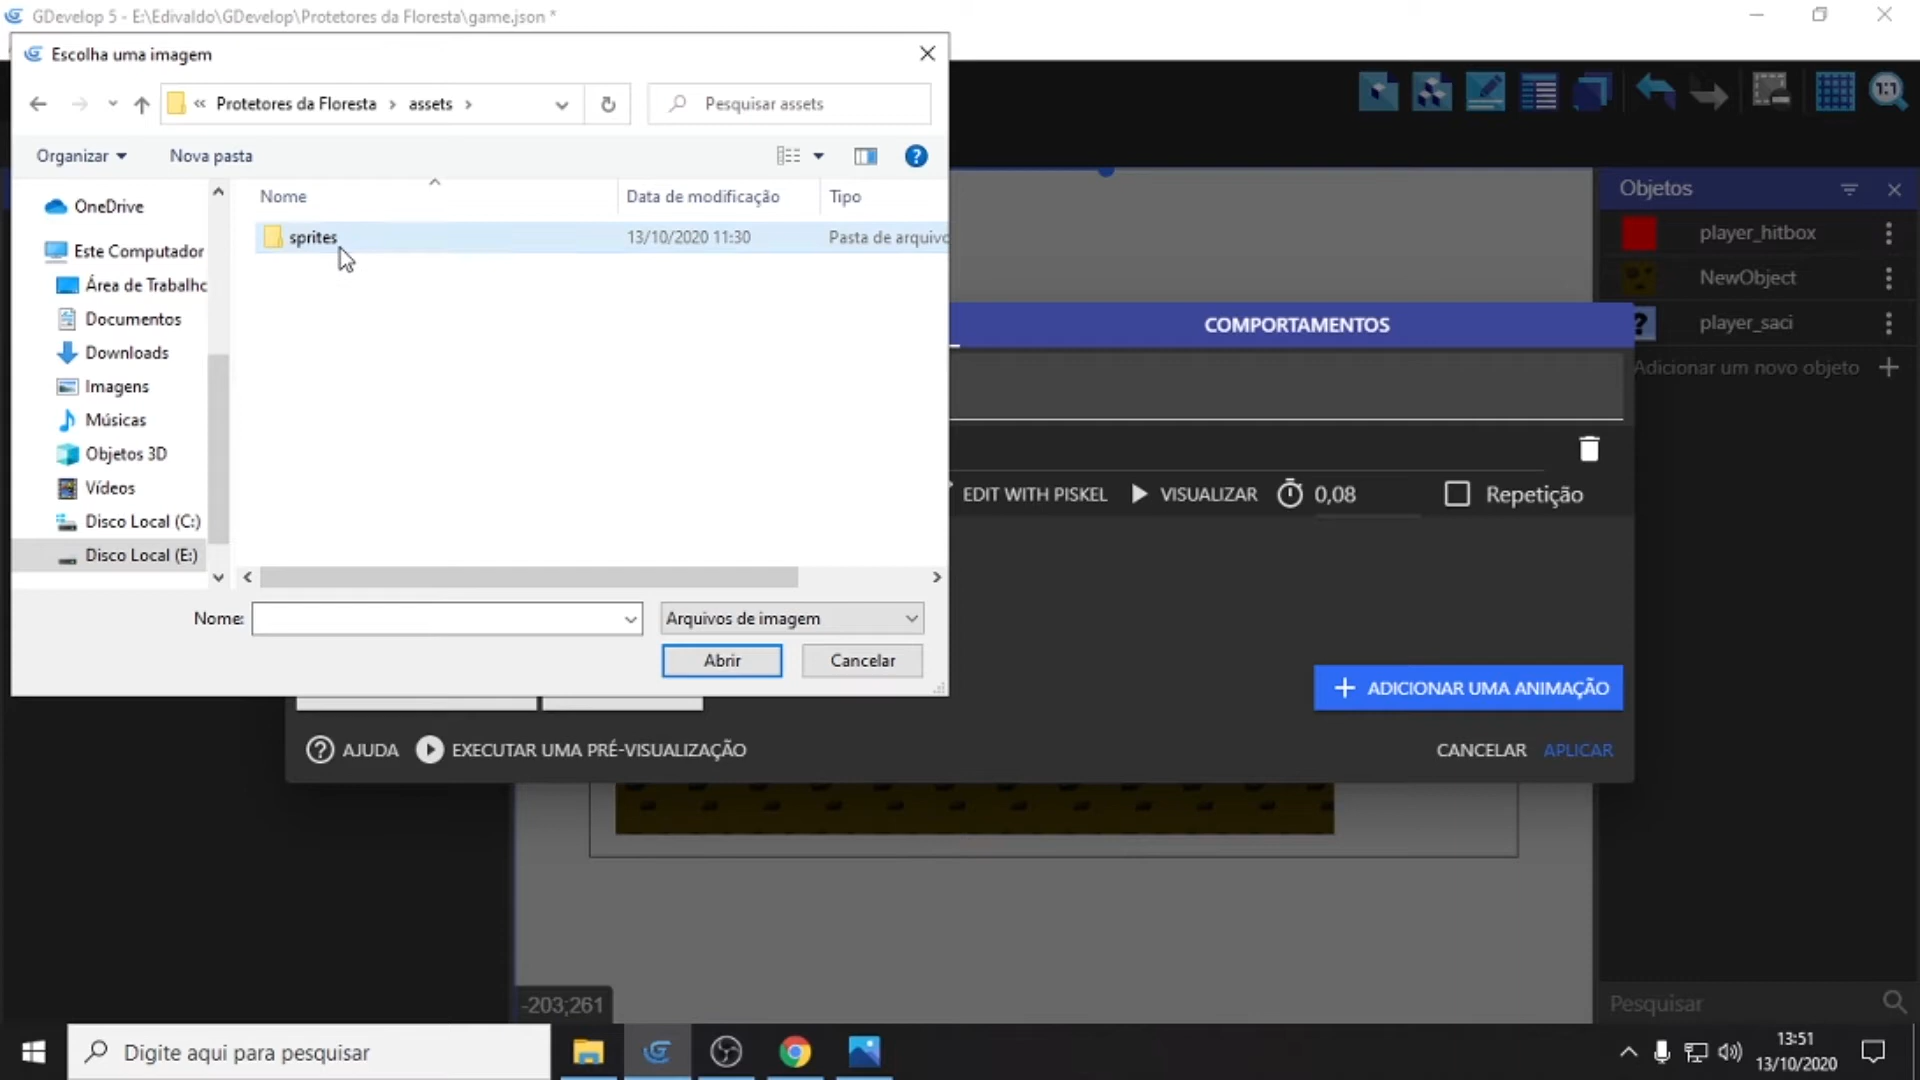 GDevelop 5 - E:\Edivaldo\GDevelop\Protetores da Floresta\game.json *
Escolha uma imagem
« Protetores da Floresta > assets >
Pesquisar assets
Organizar
Nova pasta
Nome
Data de modificação
Tipo
sprites
13/10/2020 11:30
Pasta de arquivo
OneDrive
Este Computador
Área de Trabalho
Documentos
Downloads
Imagens
Músicas
Objetos 3D
Vídeos
Disco Local (C:)
Disco Local (E:)
Nome:
Arquivos de imagem
Abrir
Cancelar
1:1
Objetos
player_hitbox
NewObject
player_saci
Adicionar um novo objeto
COMPORTAMENTOS
EDIT WITH PISKEL
VISUALIZAR
0,08
Repetição
+ ADICIONAR UMA ANIMAÇÃO
AJUDA
EXECUTAR UMA PRÉ-VISUALIZAÇÃO
CANCELAR
APLICAR
-203;261
Pesquisar
Digite aqui para pesquisar
13:51
13/10/2020